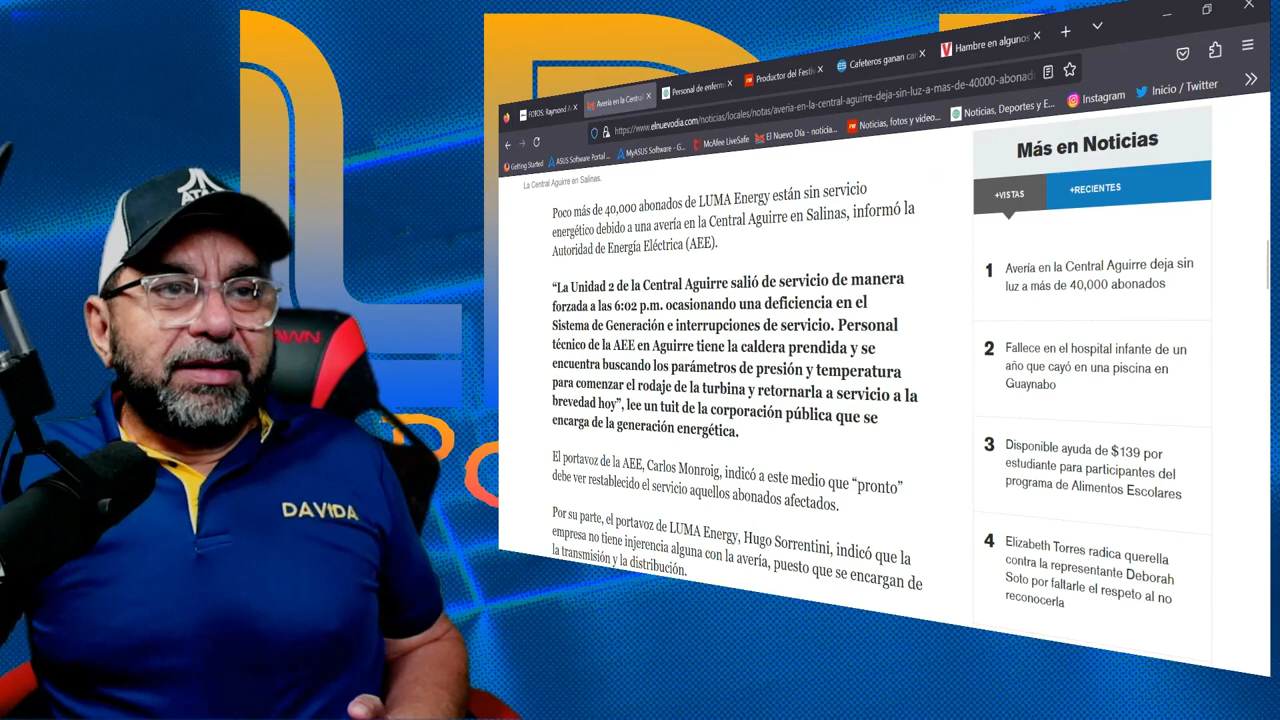 FOTOS: Raymond A
Avería en la Central
Personal de enferme
Productor del Festiv
Cafeteros ganan car
Hambre en algunos
https://www.elnuevodia.com/noticias/locales/notas/averia-en-la-central-aguirre-deja-sin-luz-a-mas-de-40000-abonad
Getting Started
ASUS Software Portal ...
MyASUS Software - G...
McAfee LiveSafe
El Nuevo Día - noticia...
Noticias, fotos y video...
Noticias, Deportes y E...
Instagram
Inicio / Twitter
La Central Aguirre en Salinas.
Poco más de 40,000 abonados de LUMA Energy están sin servicio
energético debido a una avería en la Central Aguirre en Salinas, informó la
Autoridad de Energía Eléctrica (AEE).
“La Unidad 2 de la Central Aguirre salió de servicio de manera
forzada a las 6:02 p.m. ocasionando una deficiencia en el
Sistema de Generación e interrupciones de servicio. Personal
técnico de la AEE en Aguirre tiene la caldera prendida y se
encuentra buscando los parámetros de presión y temperatura
para comenzar el rodaje de la turbina y retornarla a servicio a la
brevedad hoy”, lee un tuit de la corporación pública que se
encarga de la generación energética.
El portavoz de la AEE, Carlos Monroig, indicó a este medio que “pronto”
debe ver restablecido el servicio aquellos abonados afectados.
Por su parte, el portavoz de LUMA Energy, Hugo Sorrentini, indicó que la
empresa no tiene injerencia alguna con la avería, puesto que se encargan de
la transmisión y la distribución.
Más en Noticias
+VISTAS
+RECIENTES
1 Avería en la Central Aguirre deja sin
luz a más de 40,000 abonados
2 Fallece en el hospital infante de un
año que cayó en una piscina en
Guaynabo
3 Disponible ayuda de $139 por
estudiante para participantes del
programa de Alimentos Escolares
4 Elizabeth Torres radica querella
contra la representante Deborah
Soto por faltarle el respeto al no
reconocerla
ATARI
DAVIDA